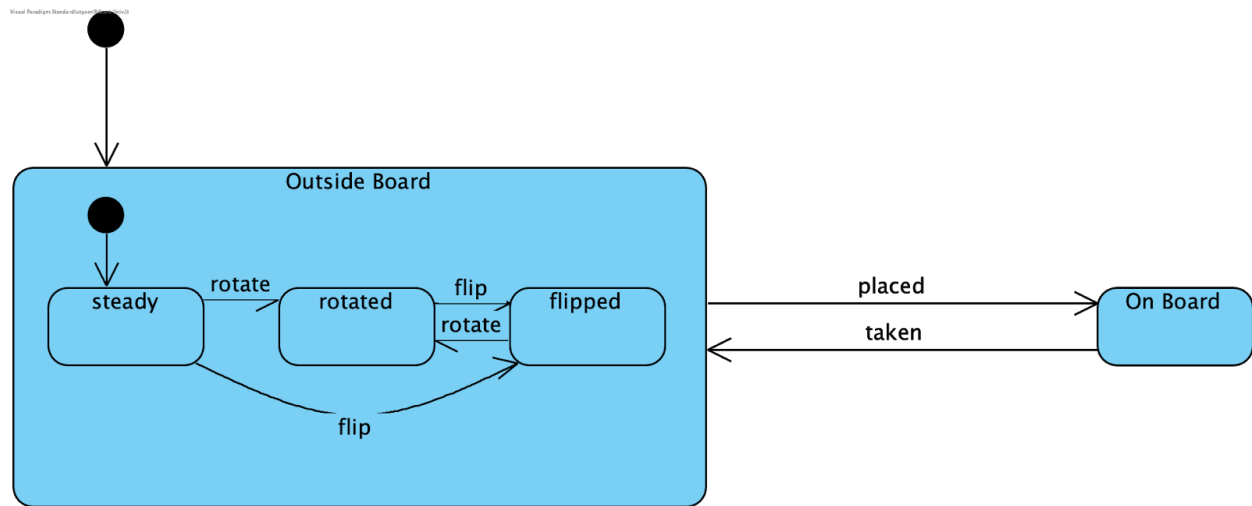 Outside Board
steady
rotate
rotated
flip
rotate
flipped
flip
placed
taken
On Board